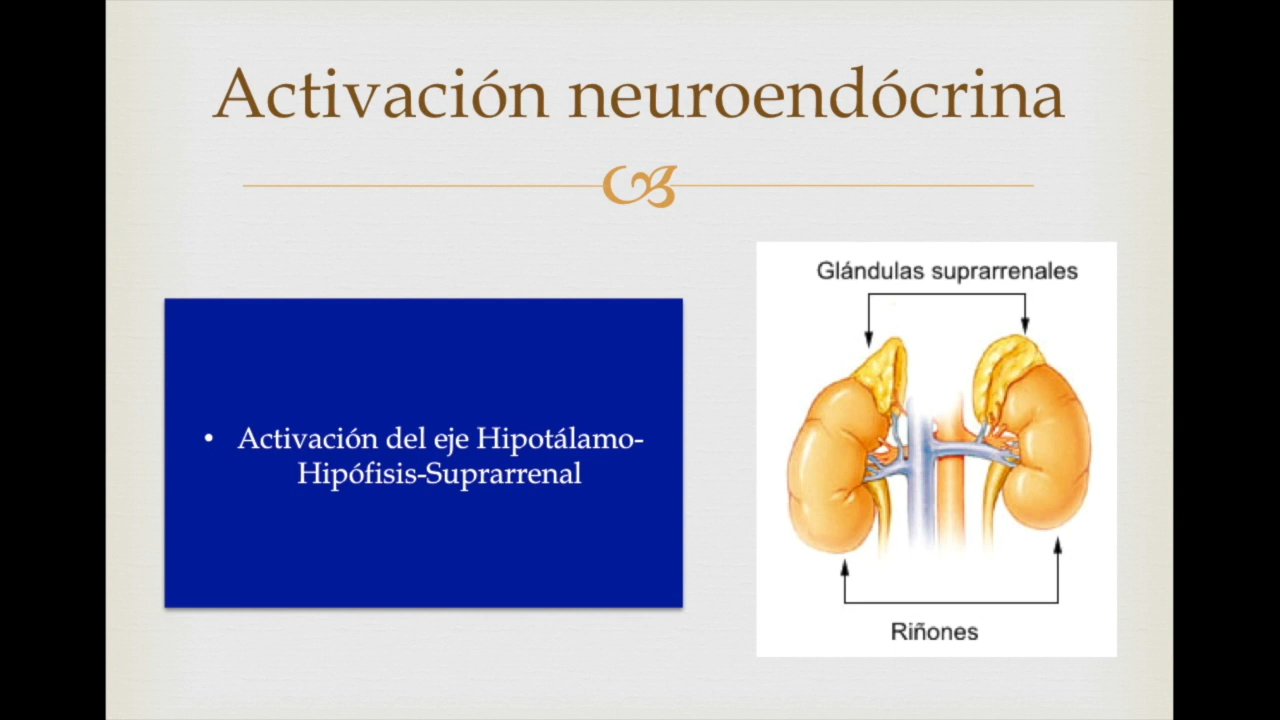 Activación neuroendócrina
• Activación del eje Hipotálamo-
Hipófisis-Suprarrenal
Glándulas suprarrenales
Riñones